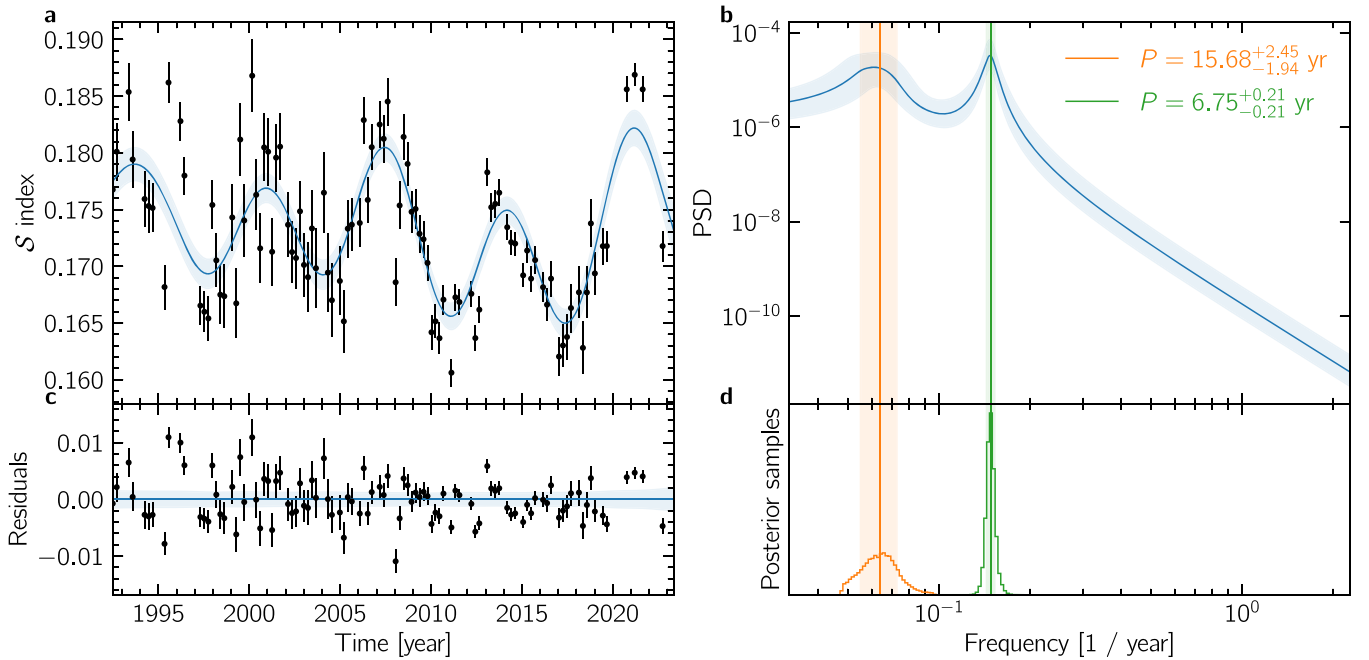 a
0.190
0.185
0.180
0.175
0.170
0.165
0.160
𝒮 index
c
0.01
0.00
−0.01
Residuals
1995 2000 2005 2010 2015 2020
Time [year]
b
10⁻⁴
10⁻⁶
10⁻⁸
10⁻¹⁰
PSD
P = 15.68 +2.45 −1.94 yr
P = 6.75 +0.21 −0.21 yr
d
Posterior samples
10⁻¹ 10⁰
Frequency [1 / year]